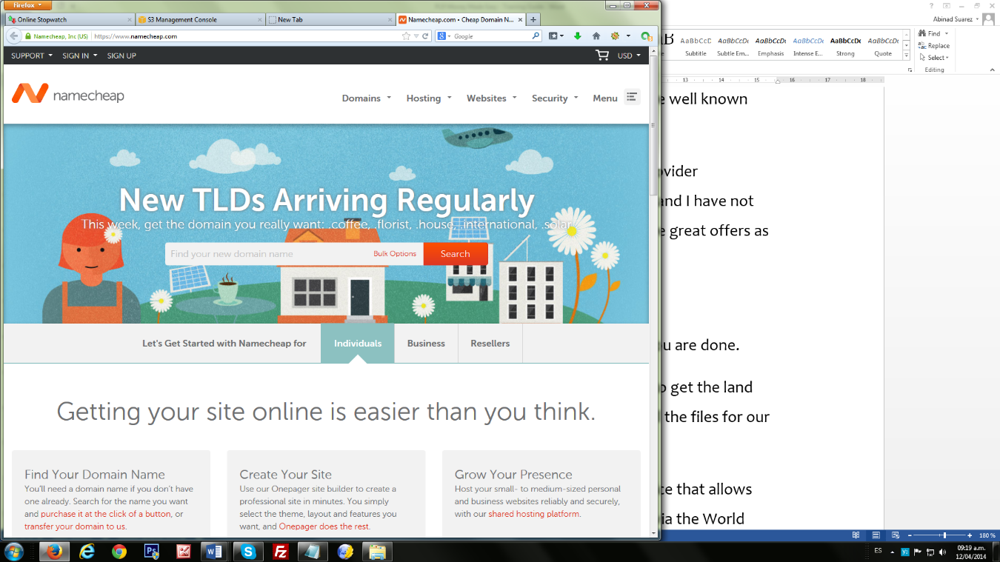 Firefox
Online Stopwatch
S3 Management Console
New Tab
Namecheap.com • Cheap Domain N...
Namecheap, Inc (US)
https://www.namecheap.com
Google
SUPPORT
SIGN IN
SIGN UP
USD
namecheap
Domains
Hosting
Websites
Security
Menu
New TLDs Arriving Regularly
This week, get the domain you really want: .coffee, .florist, .house, .international, .solar
Find your new domain name
Bulk Options
Search
Let's Get Started with Namecheap for
Individuals
Business
Resellers
Getting your site online is easier than you think.
Find Your Domain Name
You'll need a domain name if you don't have
one already. Search for the name you want
and purchase it at the click of a button, or
transfer your domain to us.
Create Your Site
Use our Onepager site builder to create a
professional site in minutes. You simply
select the theme, layout and features you
want, and Onepager does the rest.
Grow Your Presence
Host your small- to medium-sized personal
and business websites reliably and securely,
with our shared hosting platform.
Abinad Suarez
AaBbCcD
AaBbCcDc
AaBbCcDc
AaBbCcDc
AaBbCcDc
AaBbCcDc
Subtitle
Subtle Em...
Emphasis
Intense E...
Strong
Quote
Find
Replace
Select
Editing
13 14 15 16 17 18
e well known
vider
and I have not
e great offers as
u are done.
o get the land
the files for our
ce that allows
ia the World
180 %
ES
09:19 a.m.
12/04/2014